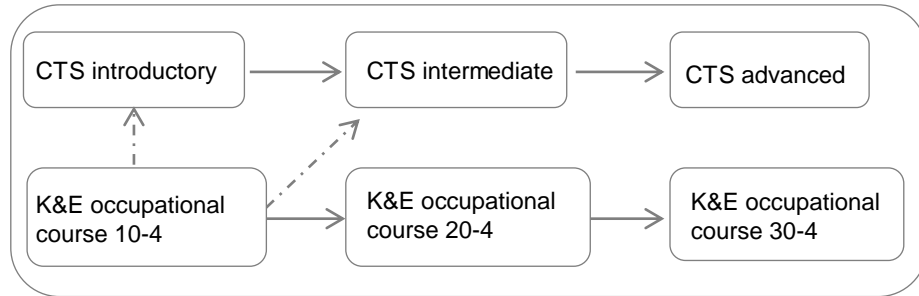 CTS introductory
CTS intermediate
CTS advanced
K&E occupational
course 10-4
K&E occupational
course 20-4
K&E occupational
course 30-4